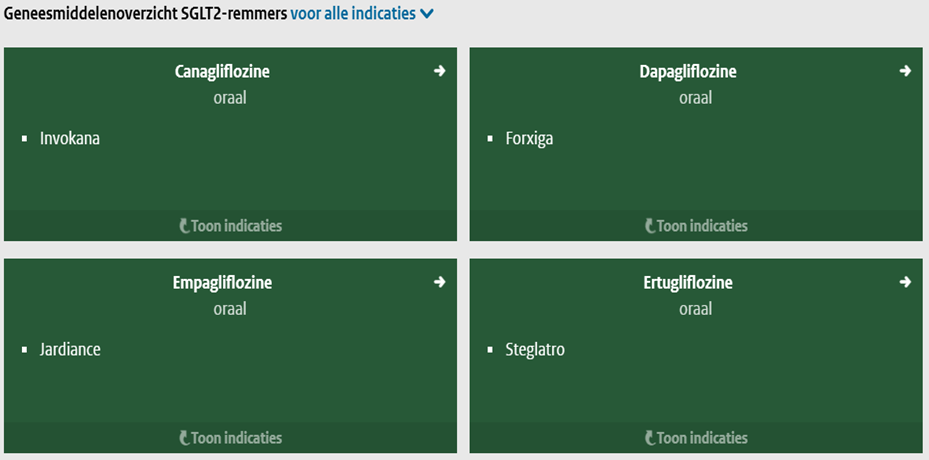 Geneesmiddelenoverzicht SGLT2-remmers voor alle indicaties
Canagliflozine
oraal
Invokana
Toon indicaties
Dapagliflozine
oraal
Forxiga
Toon indicaties
Empagliflozine
oraal
Jardiance
Toon indicaties
Ertugliflozine
oraal
Steglatro
Toon indicaties